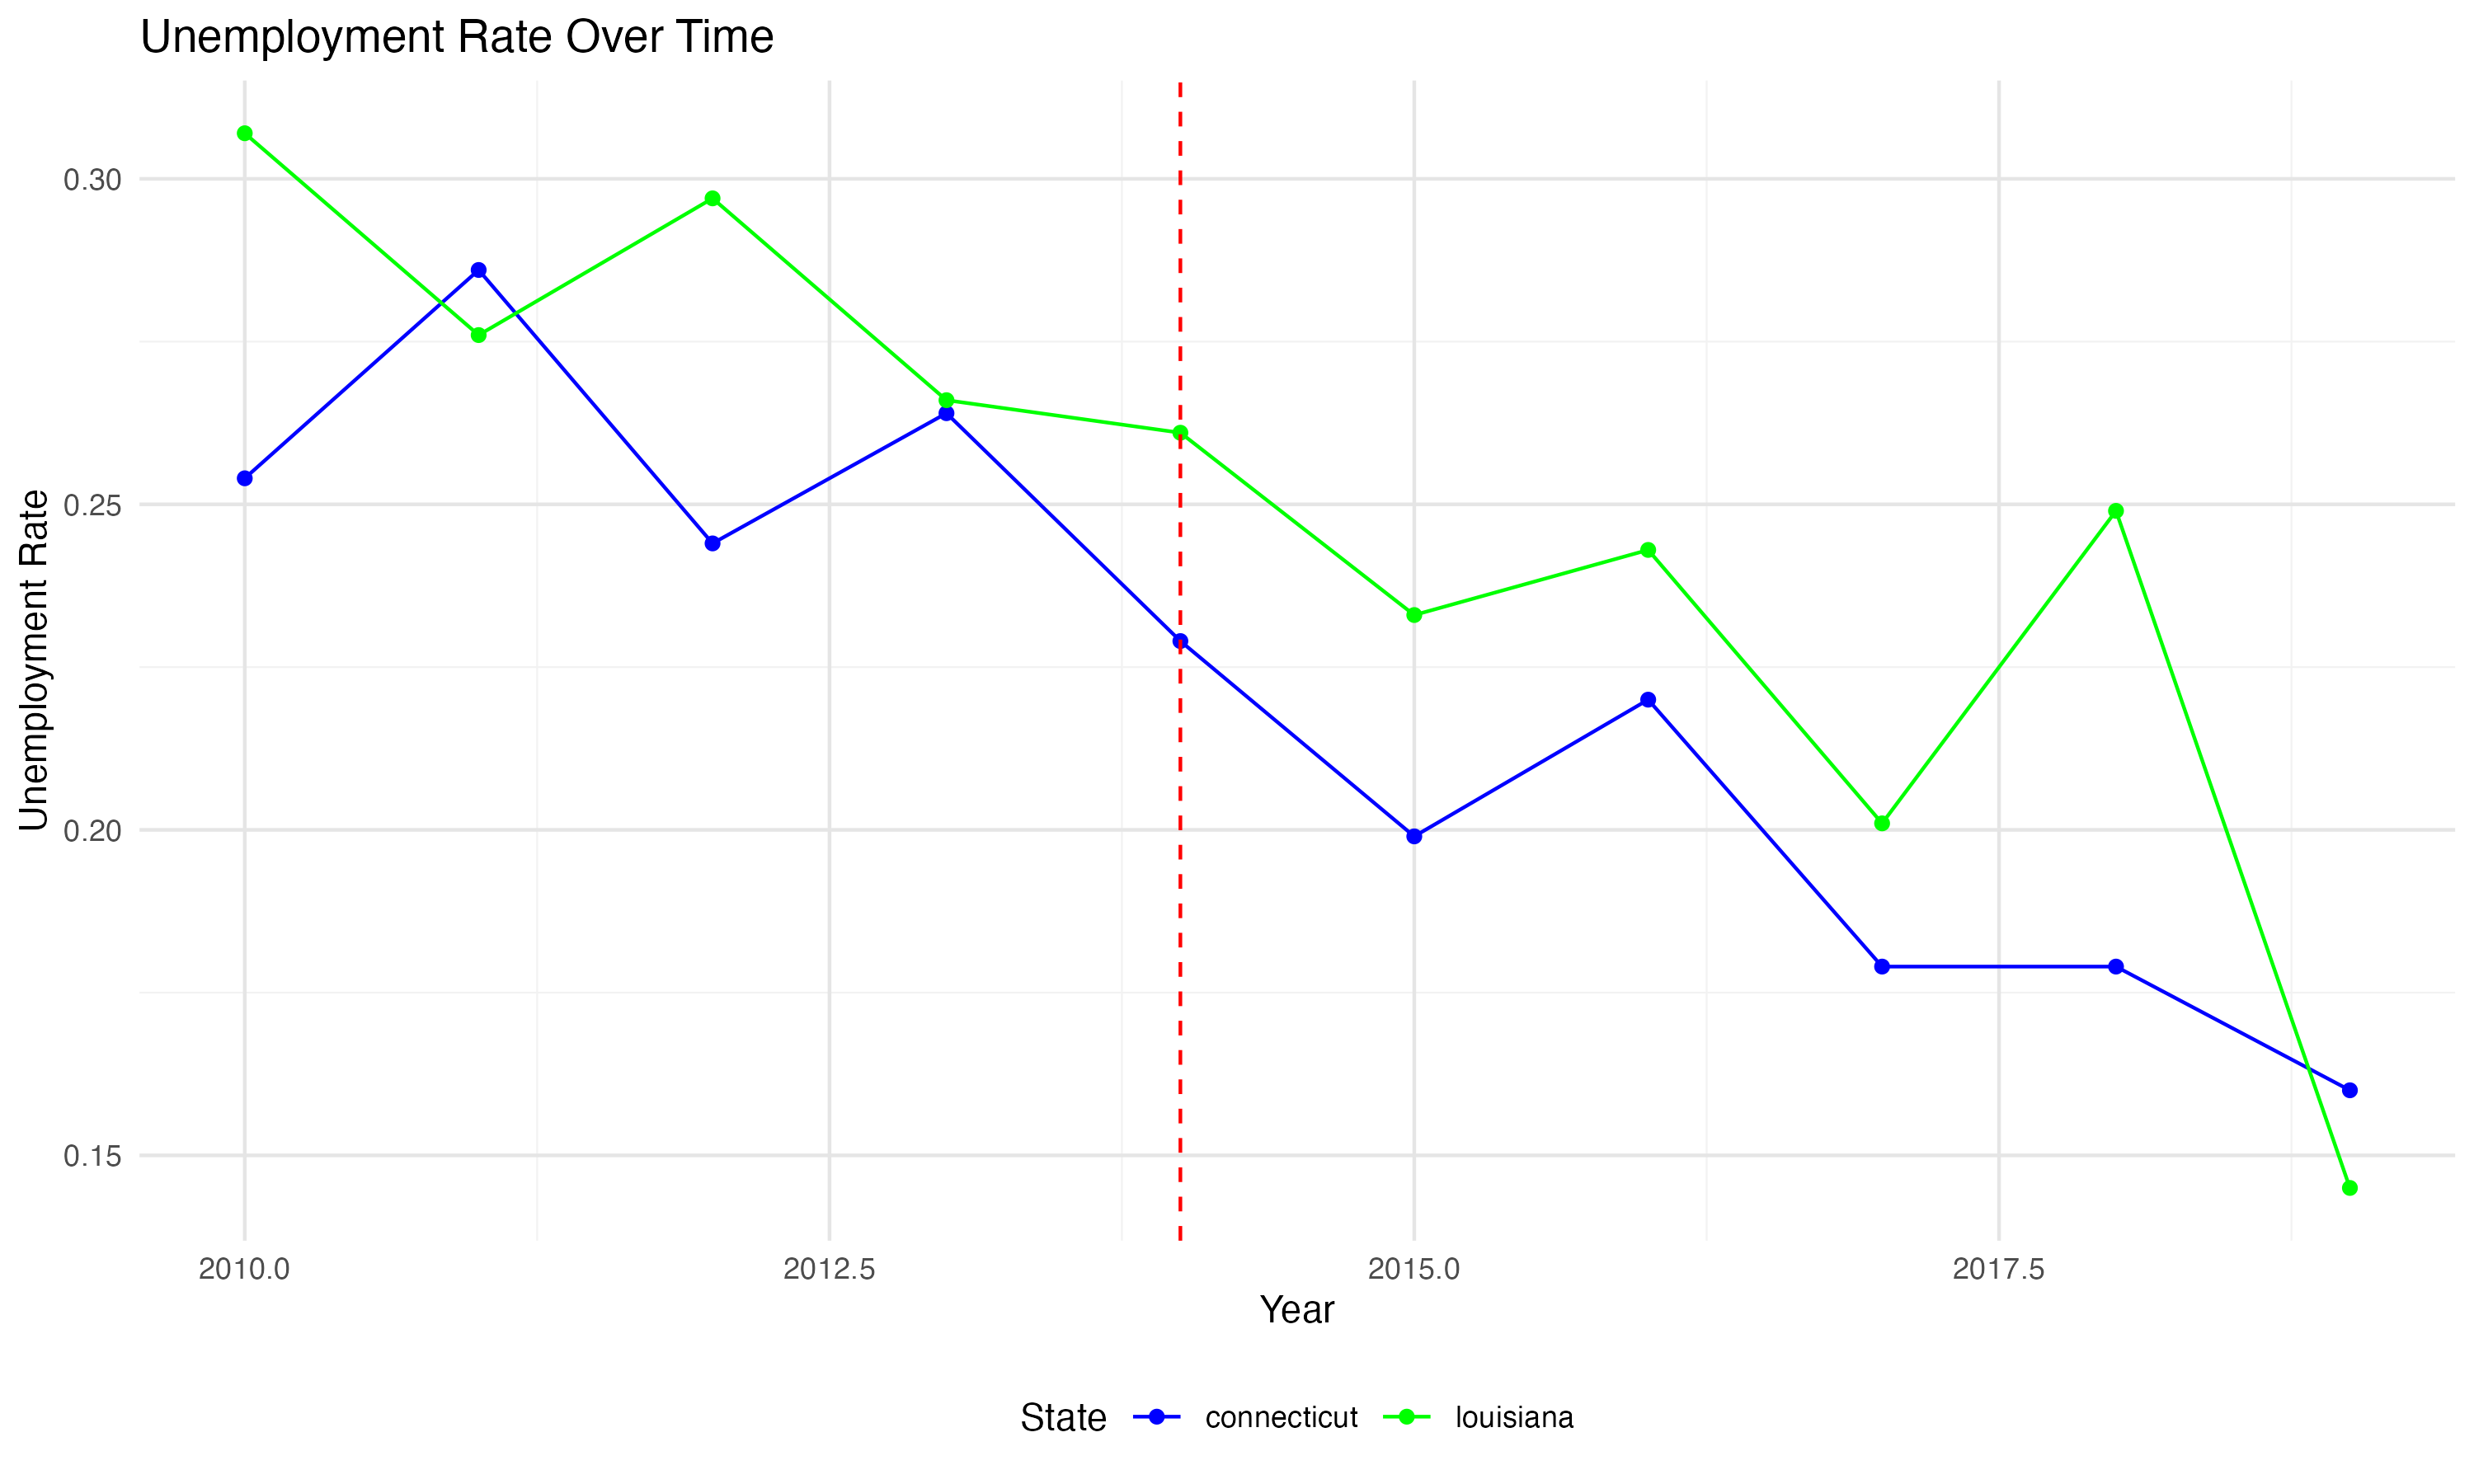 Unemployment Rate Over Time
Unemployment Rate
0.30
0.25
0.20
0.15
2010.0 2012.5 2015.0 2017.5
Year
State connecticut louisiana